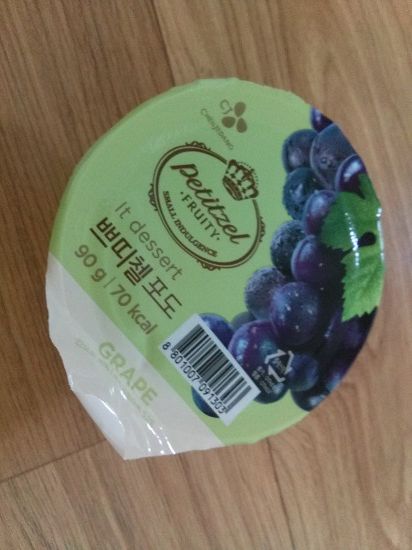 CJ
CHEILJEDANG
Petitzel
• FRUITY •
SMALL INDULGENCE
It dessert
쁘띠첼 포도
90 g | 70 kcal
GRAPE
8 801007 091303